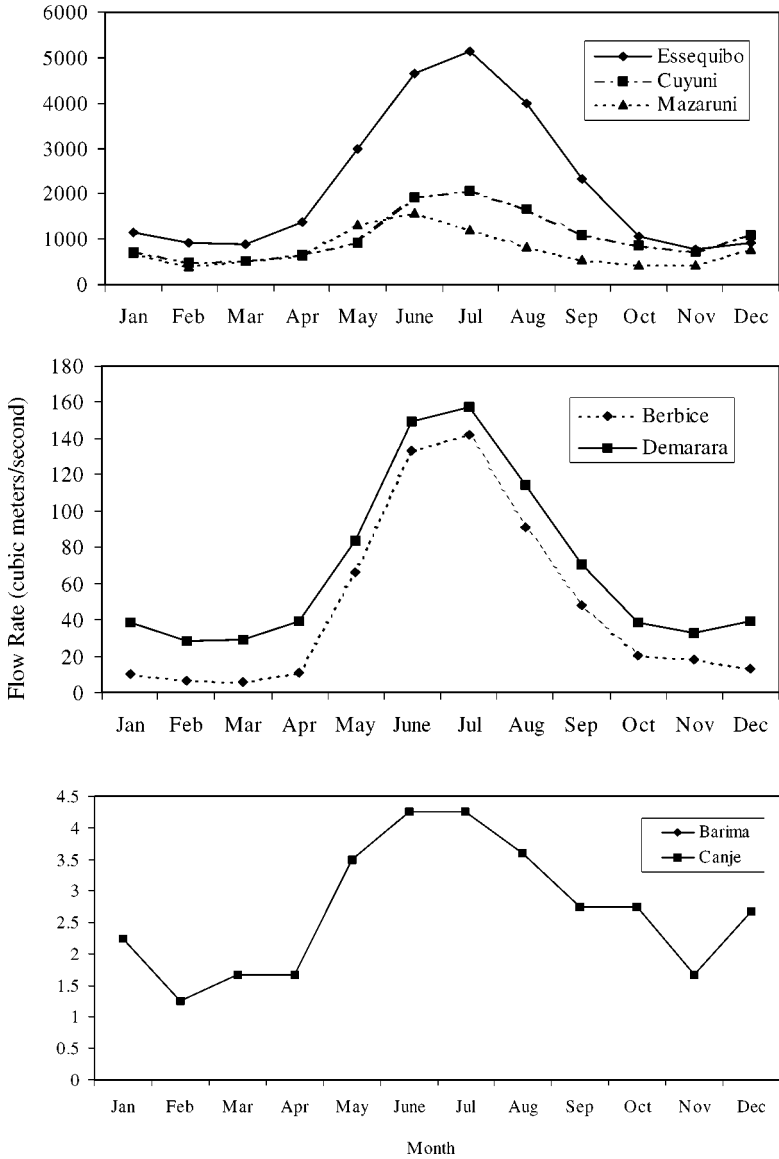 6000
5000
4000
3000
2000
1000
0
Essequibo
Cuyuni
Mazaruni
Jan Feb Mar Apr May June Jul Aug Sep Oct Nov Dec
Flow Rate (cubic meters/second)
180
160
140
120
100
80
60
40
20
0
Berbice
Demarara
Jan Feb Mar Apr May June Jul Aug Sep Oct Nov Dec
4.5
4
3.5
3
2.5
2
1.5
1
0.5
0
Barima
Canje
Jan Feb Mar Apr May June Jul Aug Sep Oct Nov Dec
Month